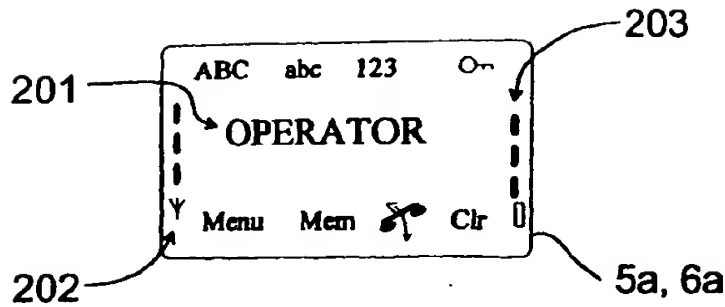 203
ABC abc 123
201
OPERATOR
Menu Mem Clr
202
5a, 6a